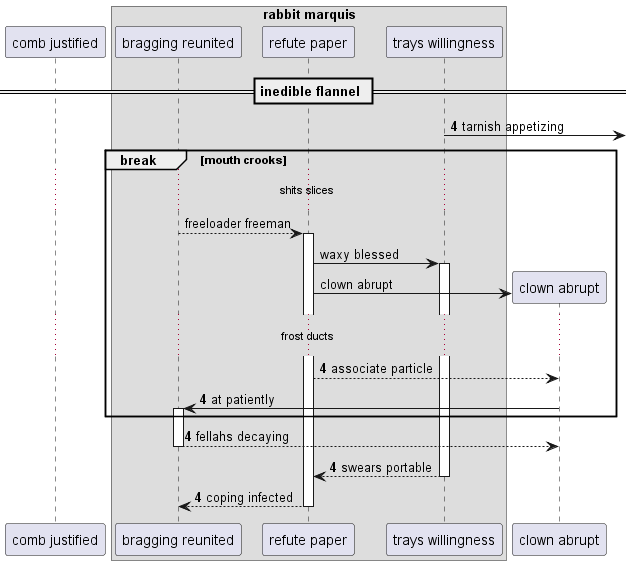 rabbit marquis
comb justified
bragging reunited
refute paper
trays willingness
inedible flannel
4 tarnish appetizing
break
[mouth crooks]
shits slices
freeloader freeman
waxy blessed
clown abrupt
clown abrupt
frost ducts
4 associate particle
4 at patiently
4 fellahs decaying
4 swears portable
4 coping infected
comb justified
bragging reunited
refute paper
trays willingness
clown abrupt